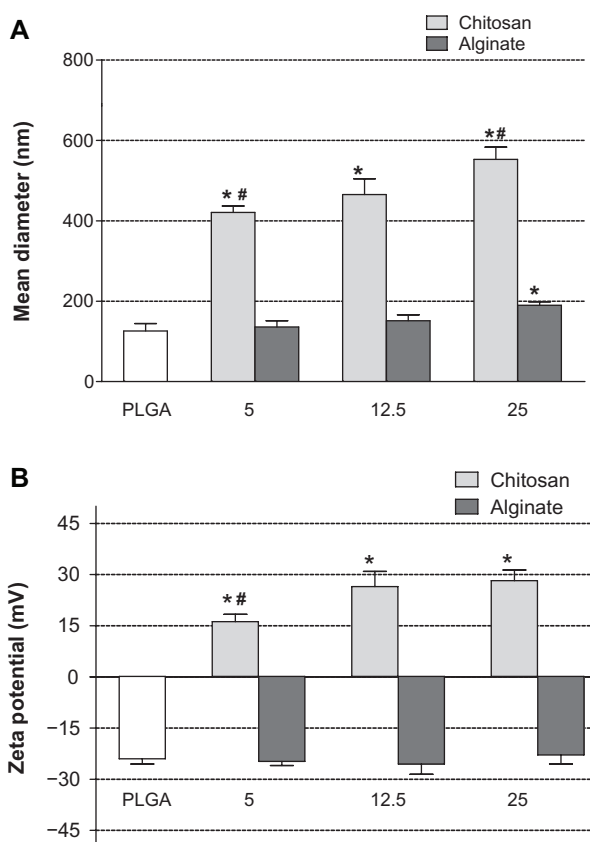 A
Chitosan
Alginate
Mean diameter (nm)
800
600
400
200
0
* #
*
*#
*
PLGA 5 12.5 25
B
Chitosan
Alginate
Zeta potential (mV)
45
30
15
0
−15
−30
−45
* #
*
*
PLGA 5 12.5 25